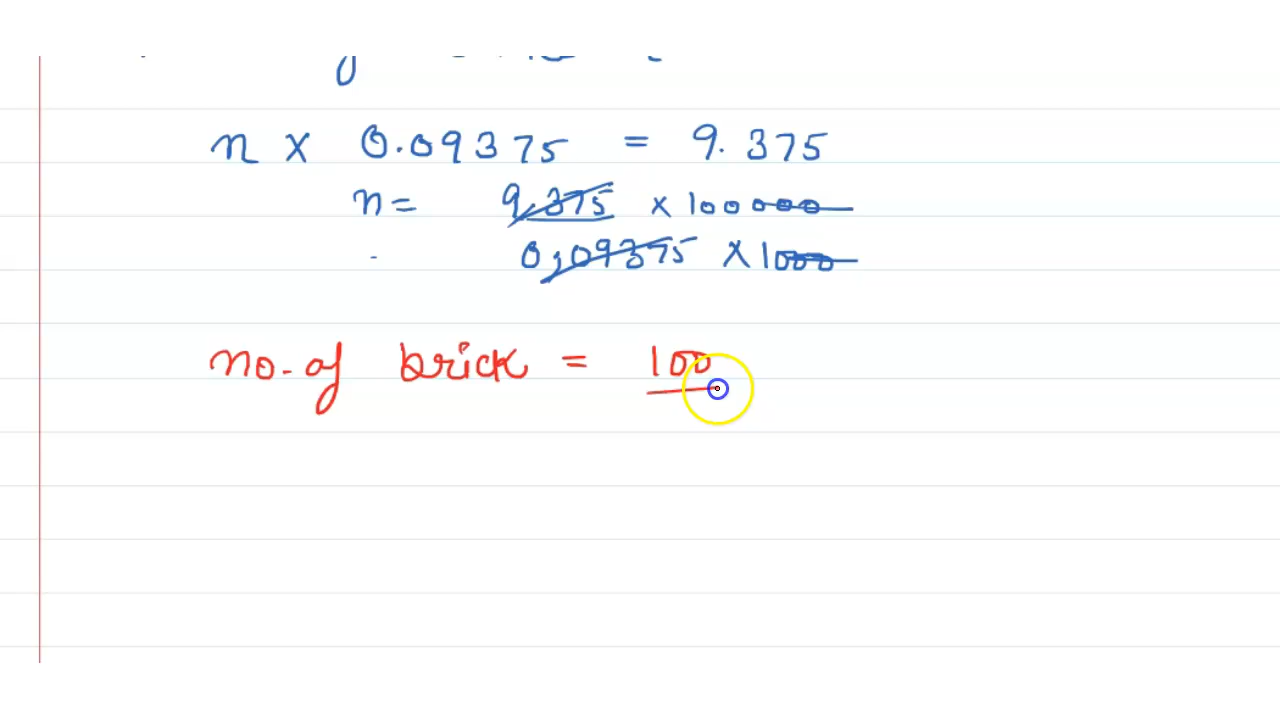 n × 0.09375 = 9.375
n = 9.375 × 100000
0.09375 × 1000
no. of brick = 100